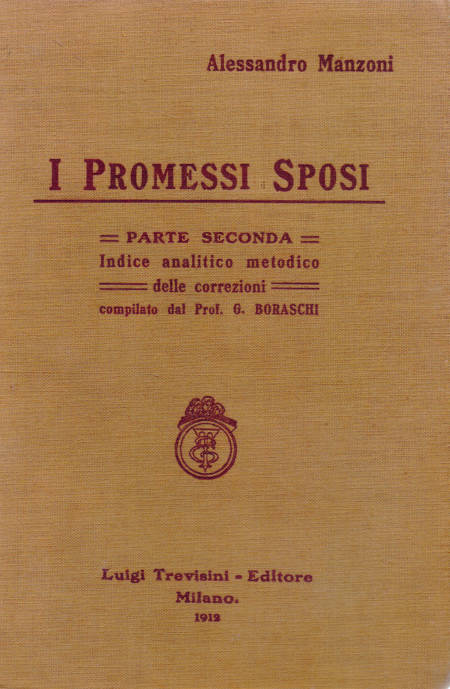 Alessandro Manzoni
I PROMESSI SPOSI
PARTE SECONDA
Indice analitico metodico
delle correzioni
compilato dal Prof. G. BORASCHI
Luigi Trevisini - Editore
Milano.
1912